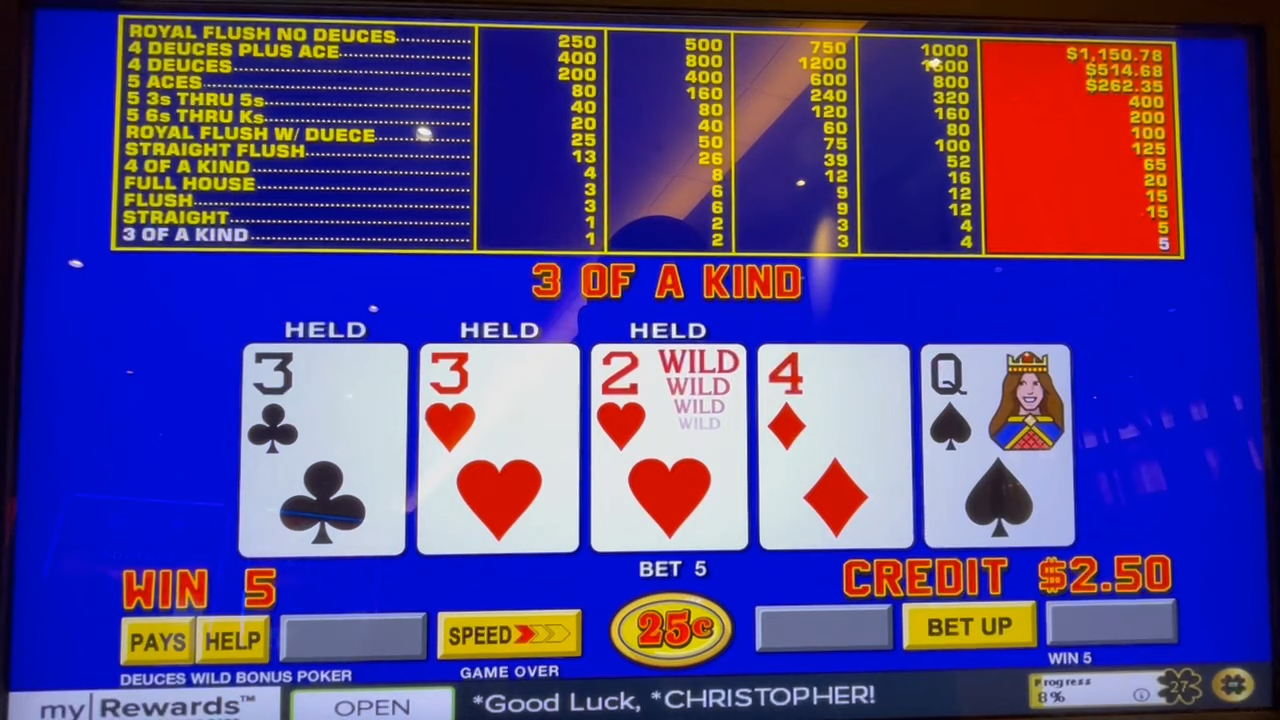 ROYAL FLUSH NO DEUCES 250 500 750 1000 $1,150.78
4 DEUCES PLUS ACE 400 800 1200 1600 $514.68
4 DEUCES 200 400 600 800 $262.35
5 ACES 80 160 240 320 400
5 3s THRU 5s 40 80 120 160 200
5 6s THRU Ks 20 40 60 80 100
ROYAL FLUSH W/ DUECE 25 50 75 100 125
STRAIGHT FLUSH 13 26 39 52 65
4 OF A KIND 4 8 12 16 20
FULL HOUSE 3 6 9 12 15
FLUSH 3 6 9 12 15
STRAIGHT 1 2 3 4 5
3 OF A KIND 1 2 3 4 5
3 OF A KIND
HELD HELD HELD
3 3 2 WILD 4 Q
WILD
WILD
WILD
BET 5
WIN 5 CREDIT $2.50
PAYS HELP SPEED 25¢ BET UP
DEUCES WILD BONUS POKER GAME OVER WIN 5
my|Rewards™ OPEN *Good Luck, *CHRISTOPHER!
Progress
8% 27